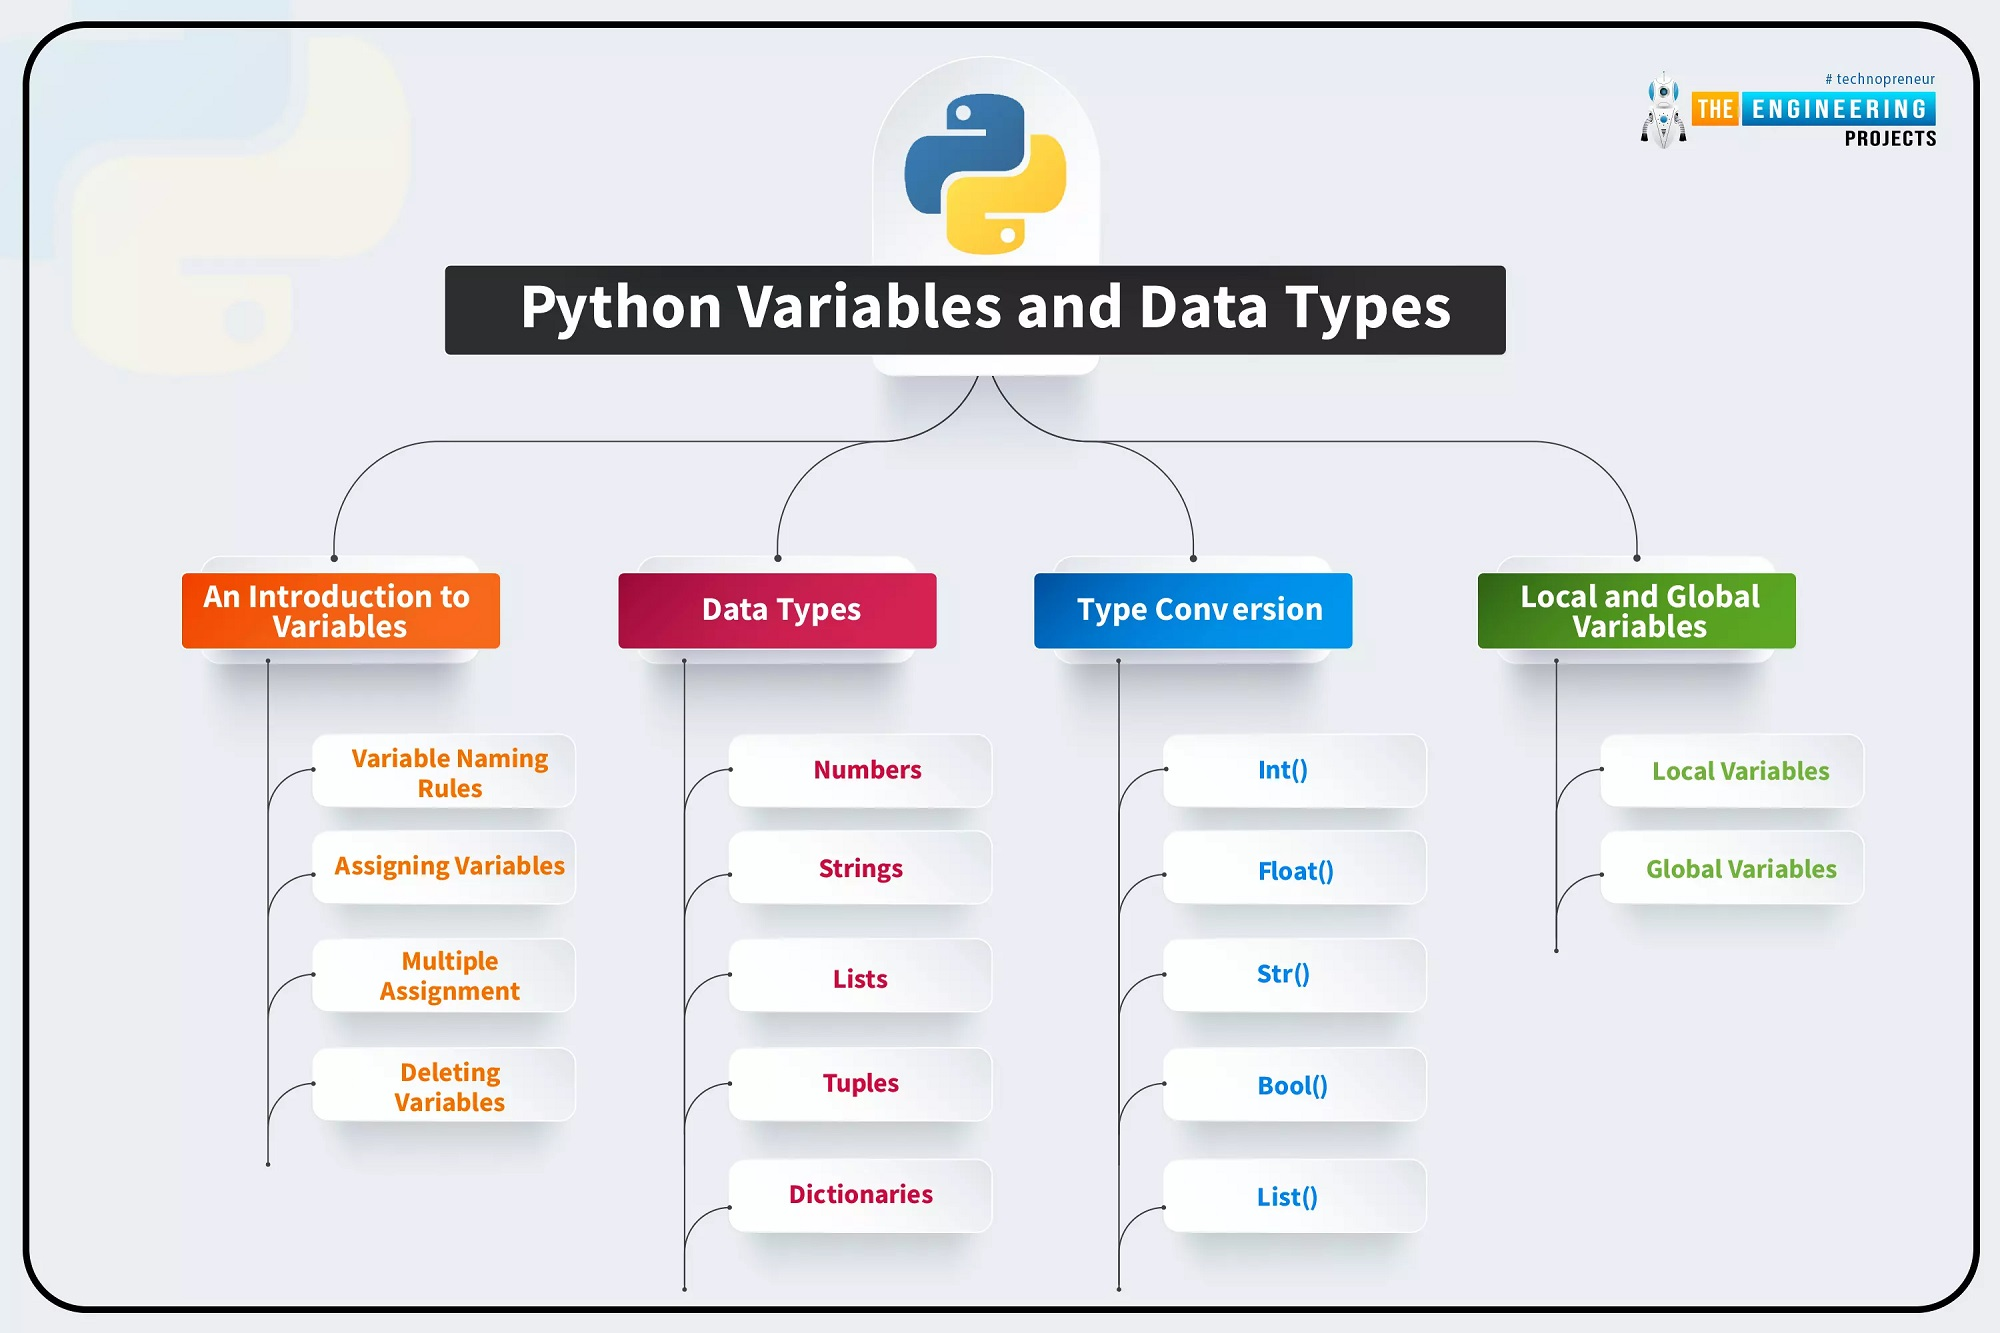 # technopreneur
THE ENGINEERING
PROJECTS
Python Variables and Data Types
An Introduction to
Variables
Variable Naming
Rules
Assigning Variables
Multiple
Assignment
Deleting
Variables
Data Types
Numbers
Strings
Lists
Tuples
Dictionaries
Type Conversion
Int()
Float()
Str()
Bool()
List()
Local and Global
Variables
Local Variables
Global Variables